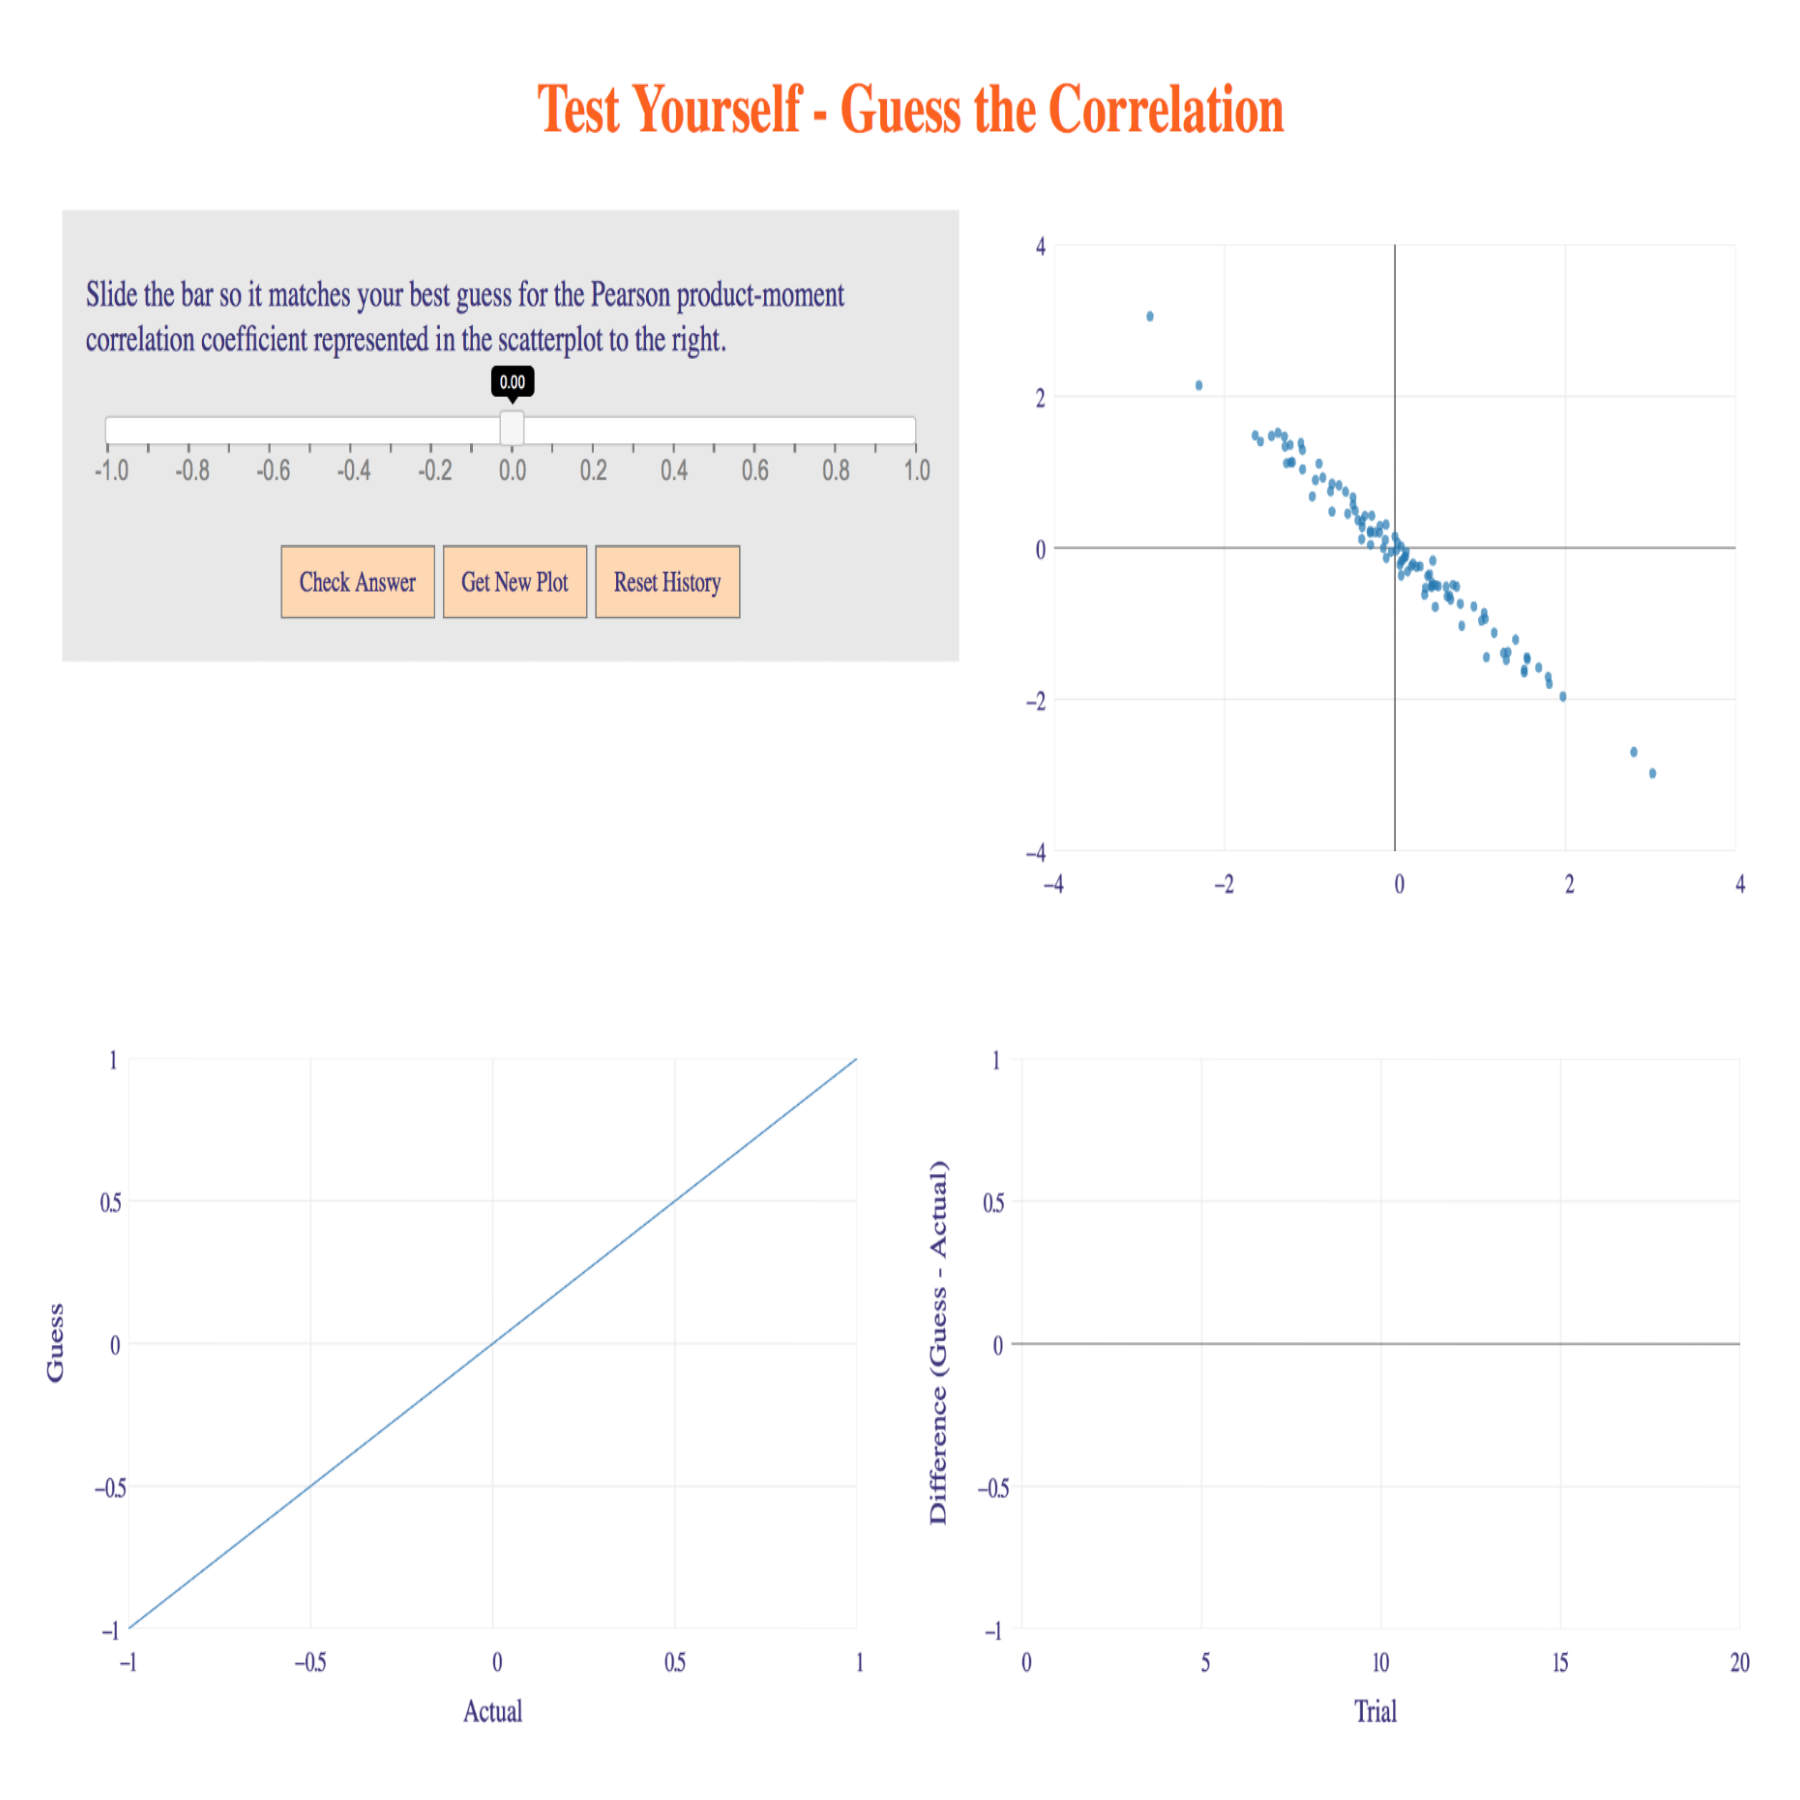 Test Yourself - Guess the Correlation
Slide the bar so it matches your best guess for the Pearson product-moment
correlation coefficient represented in the scatterplot to the right.
0.00
-1.0 -0.8 -0.6 -0.4 -0.2 0.0 0.2 0.4 0.6 0.8 1.0
Check Answer Get New Plot Reset History
4
2
0
−2
−4
−4 −2 0 2 4
1
0.5
0
−0.5
−1
Guess
−1 −0.5 0 0.5 1
Actual
1
0.5
0
−0.5
−1
Difference (Guess - Actual)
0 5 10 15 20
Trial